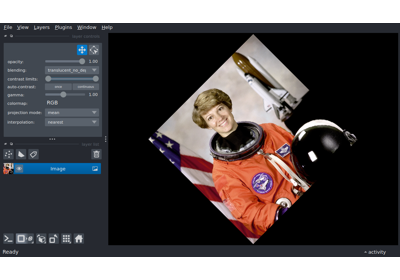 File View Layers Plugins Window Help
opacity: 1.00
blending: translucent_no_de
contrast limits:
auto-contrast: once continuous
gamma: 1.00
colormap: RGB
projection mode: mean
interpolation: nearest
Image
Ready
activity